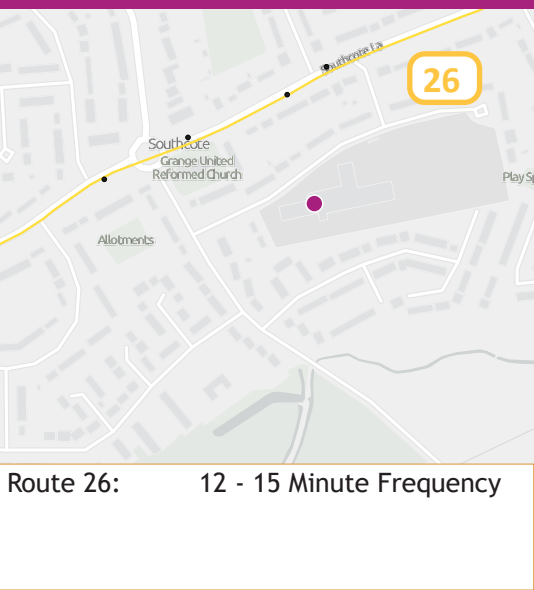 Southcote La
26
Southcote
Grange United
Reformed Church
Play Sp
Allotments
Route 26: 12 - 15 Minute Frequency